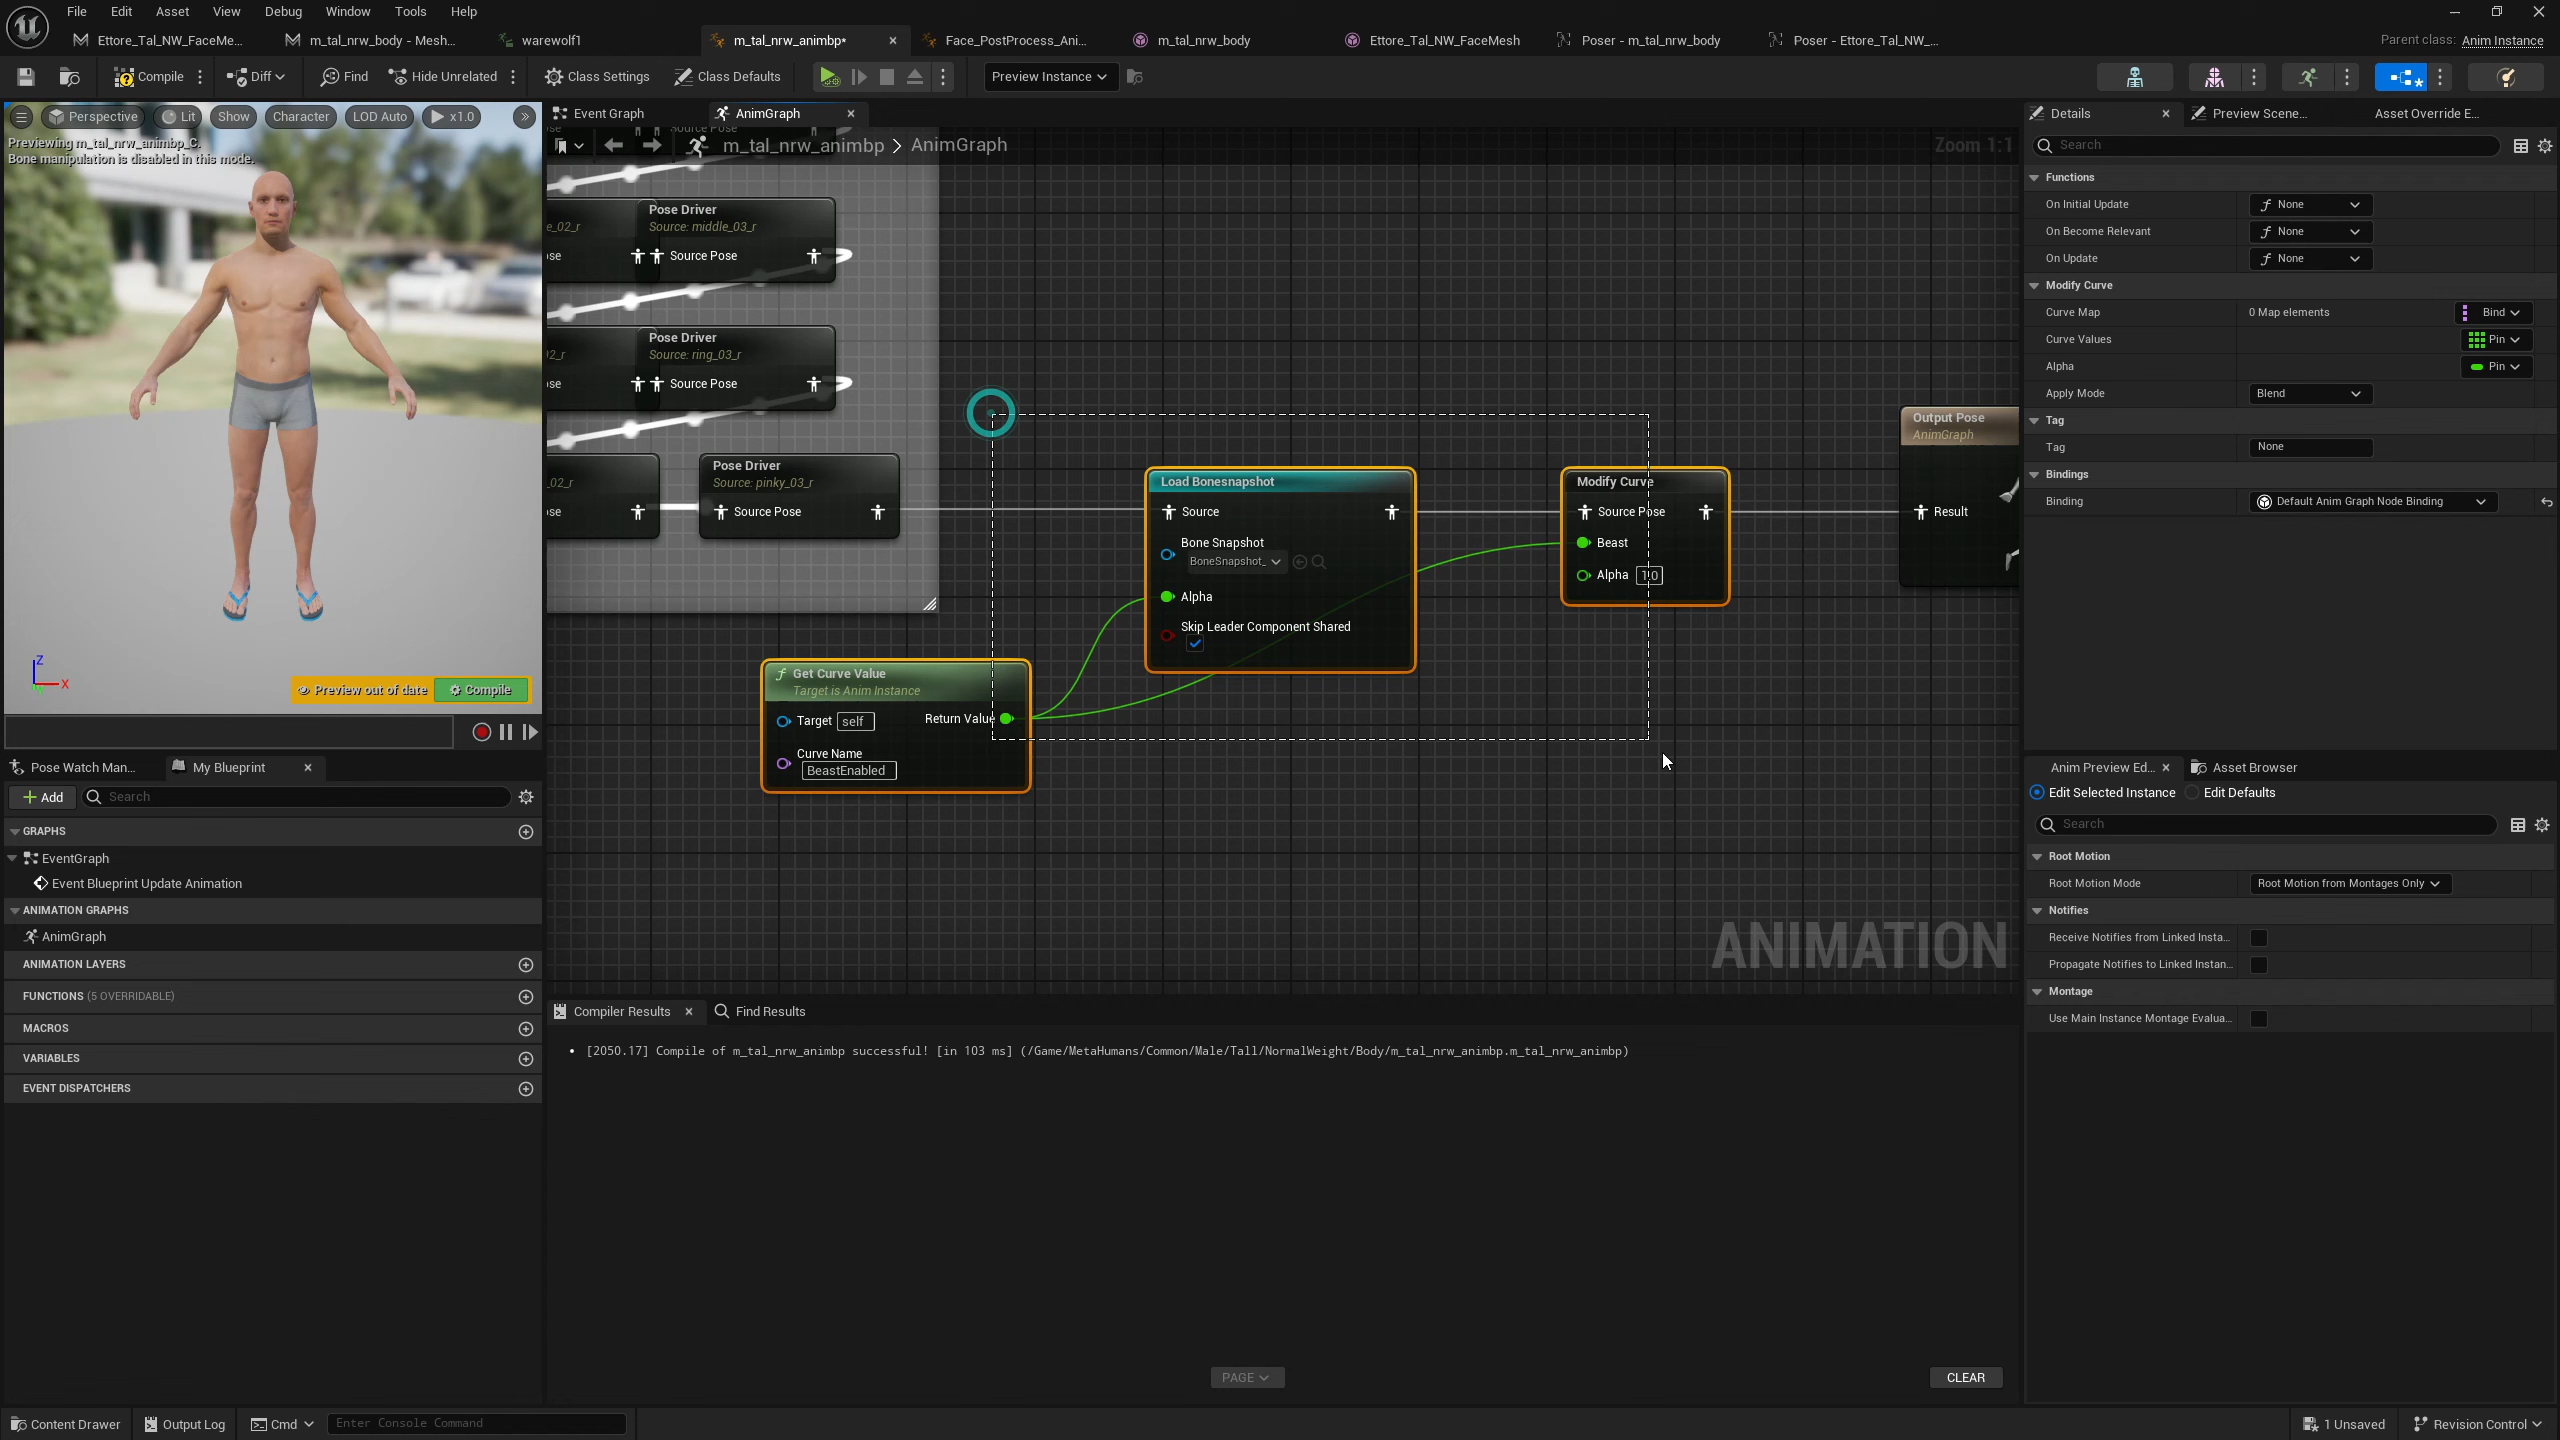 File Edit Asset View Debug Window Tools Help
Ettore_Tal_NW_FaceMe...
m_tal_nrw_body - Mesh...
warewolf1
m_tal_nrw_animbp*
Face_PostProcess_Ani...
m_tal_nrw_body
Ettore_Tal_NW_FaceMesh
Poser - m_tal_nrw_body
Poser - Ettore_Tal_NW_...
Parent class: Anim Instance
Compile
Diff
Find
Hide Unrelated
Class Settings
Class Defaults
Preview Instance
Perspective
Lit
Show
Character
LOD Auto
x1.0
Previewing m_tal_nrw_animbp_C.
Bone manipulation is disabled in this mode.
Z
X
Preview out of date
Compile
Event Graph
AnimGraph
m_tal_nrw_animbp > AnimGraph
Zoom 1:1
ose
Source Pose
Pose Driver
e_02_r
Source: middle_03_r
ose
Source Pose
Pose Driver
02_r
Source: ring_03_r
ose
Source Pose
Pose Driver
_02_r
Source: pinky_03_r
ose
Source Pose
Load Bonesnapshot
Source
Bone Snapshot
BoneSnapshot_
Alpha
Skip Leader Component Shared
Modify Curve
Source Pose
Beast
Alpha 1.0
Output Pose
AnimGraph
Result
Get Curve Value
Target is Anim Instance
Target self
Return Value
Curve Name
BeastEnabled
ANIMATION
Details
Preview Scene...
Asset Override E...
Search
Functions
On Initial Update None
On Become Relevant None
On Update None
Modify Curve
Curve Map 0 Map elements Bind
Curve Values Pin
Alpha Pin
Apply Mode Blend
Tag
Tag None
Bindings
Binding Default Anim Graph Node Binding
Pose Watch Man...
My Blueprint
Add
Search
GRAPHS
EventGraph
Event Blueprint Update Animation
ANIMATION GRAPHS
AnimGraph
ANIMATION LAYERS
FUNCTIONS (5 OVERRIDABLE)
MACROS
VARIABLES
EVENT DISPATCHERS
Compiler Results
Find Results
[2050.17] Compile of m_tal_nrw_animbp successful! [in 103 ms] (/Game/MetaHumans/Common/Male/Tall/NormalWeight/Body/m_tal_nrw_animbp.m_tal_nrw_animbp)
PAGE
CLEAR
Anim Preview Ed...
Asset Browser
Edit Selected Instance
Edit Defaults
Search
Root Motion
Root Motion Mode Root Motion from Montages Only
Notifies
Receive Notifies from Linked Insta...
Propagate Notifies to Linked Instan...
Montage
Use Main Instance Montage Evalua...
Content Drawer
Output Log
Cmd
Enter Console Command
1 Unsaved
Revision Control